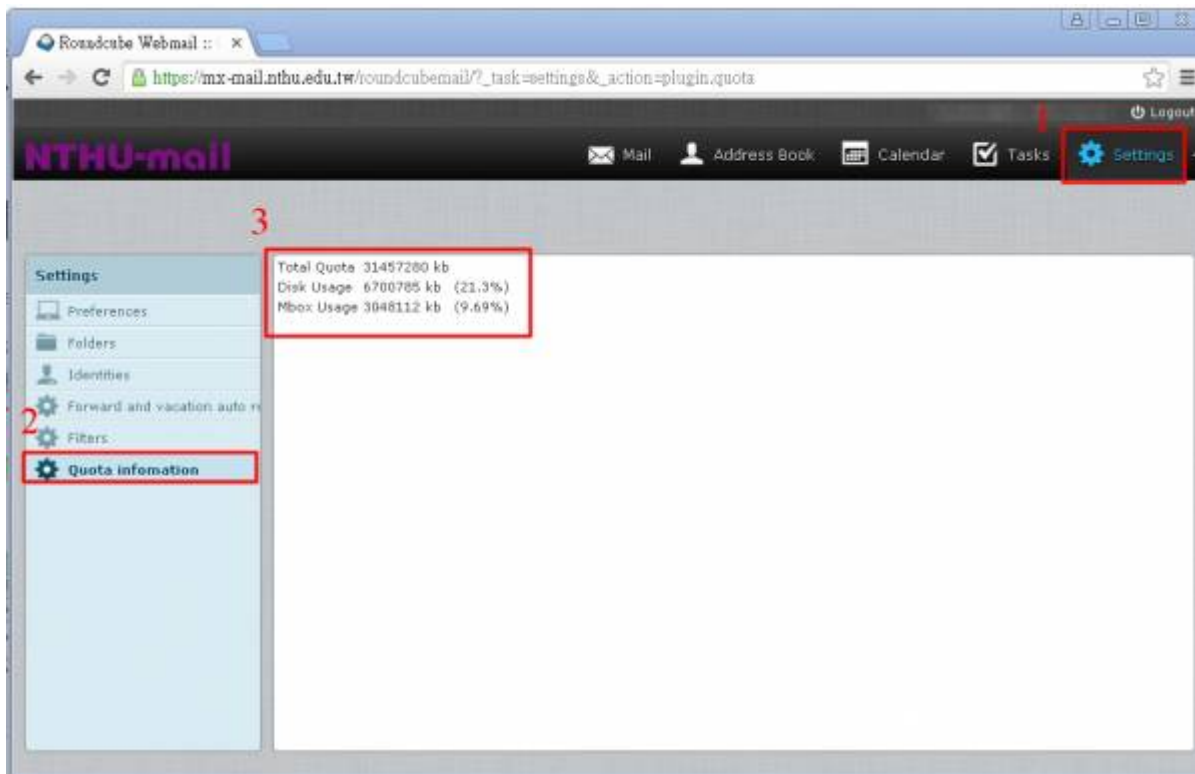 Roundcube Webmail ::
https://mx-mail.nthu.edu.tw/roundcubemail/?_task=settings&_action=plugin.quota
Logout
1
NTHU-mail
Mail
Address Book
Calendar
Tasks
Settings
3
Settings
Total Quota 31457280 kb
Disk Usage 6700785 kb (21.3%)
Mbox Usage 3048112 kb (9.69%)
Preferences
Folders
Identities
Forward and vacation auto re
2
Filters
Quota infomation